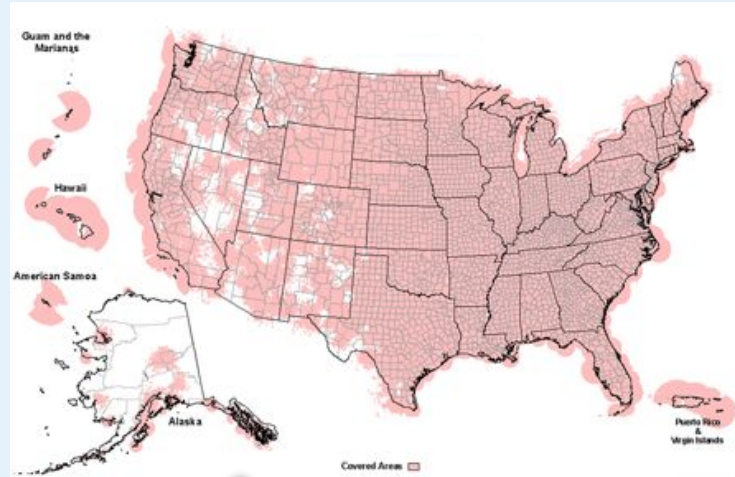 Guam and the
Marianas
Hawaii
American Samoa
Alaska
Puerto Rico
&
Virgin Islands
Covered Areas